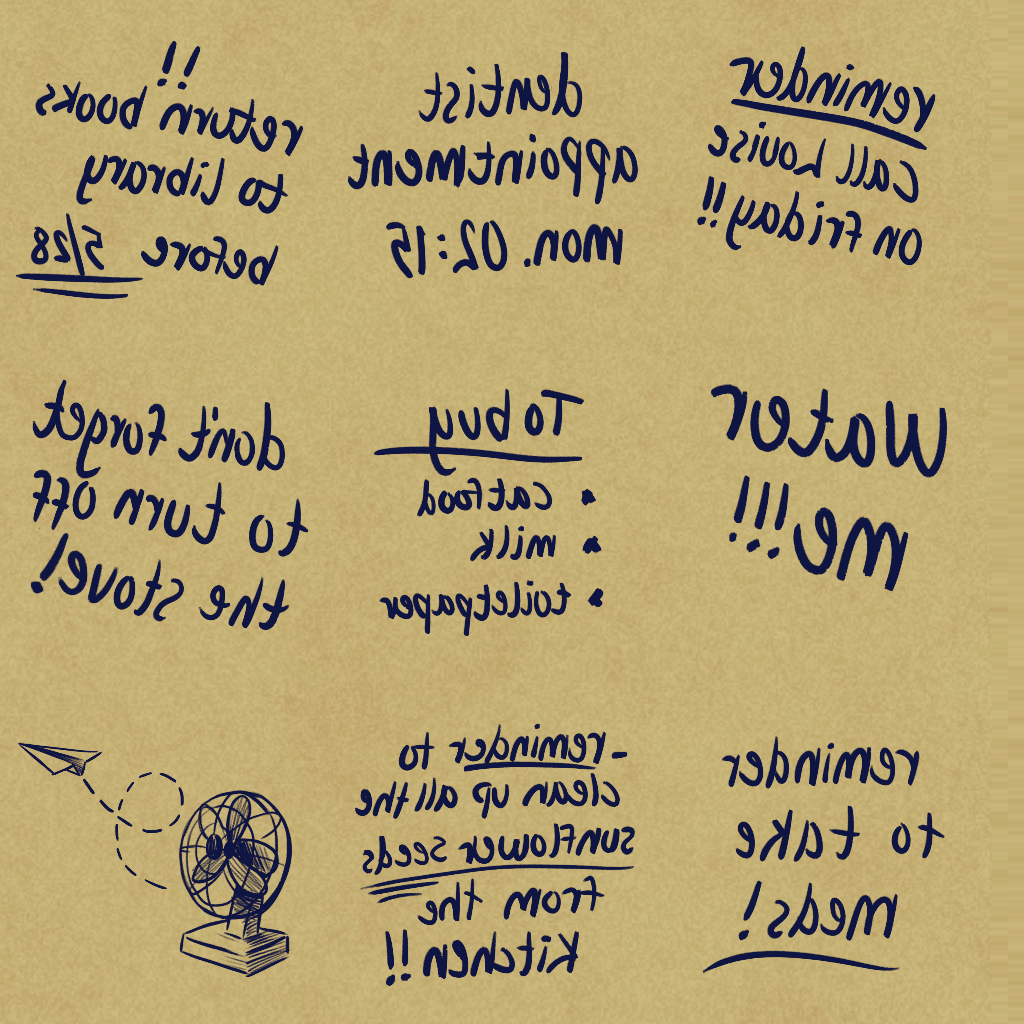 reminder
call Louise
on friday!!
dentist
appointment
mon. 02:15
!!
return books
to library
before 5/28
Water
me!!!
To buy
• catfood
• milk
• toiletpaper
don't forget
to turn off
the stove!
reminder
to take
meds!
- reminder to
clean up all the
sunflower seeds
from the
kitchen!!